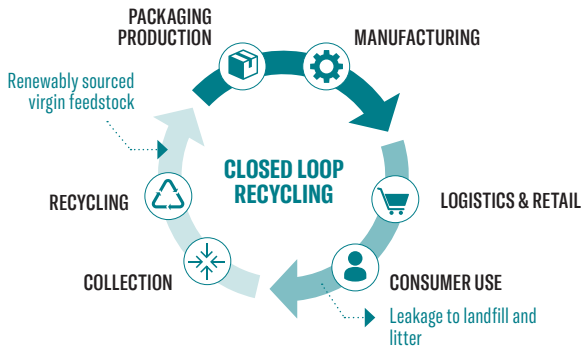 PACKAGING
PRODUCTION
MANUFACTURING
Renewably sourced
virgin feedstock
CLOSED LOOP
RECYCLING
RECYCLING
LOGISTICS & RETAIL
COLLECTION
CONSUMER USE
Leakage to landfill and
litter